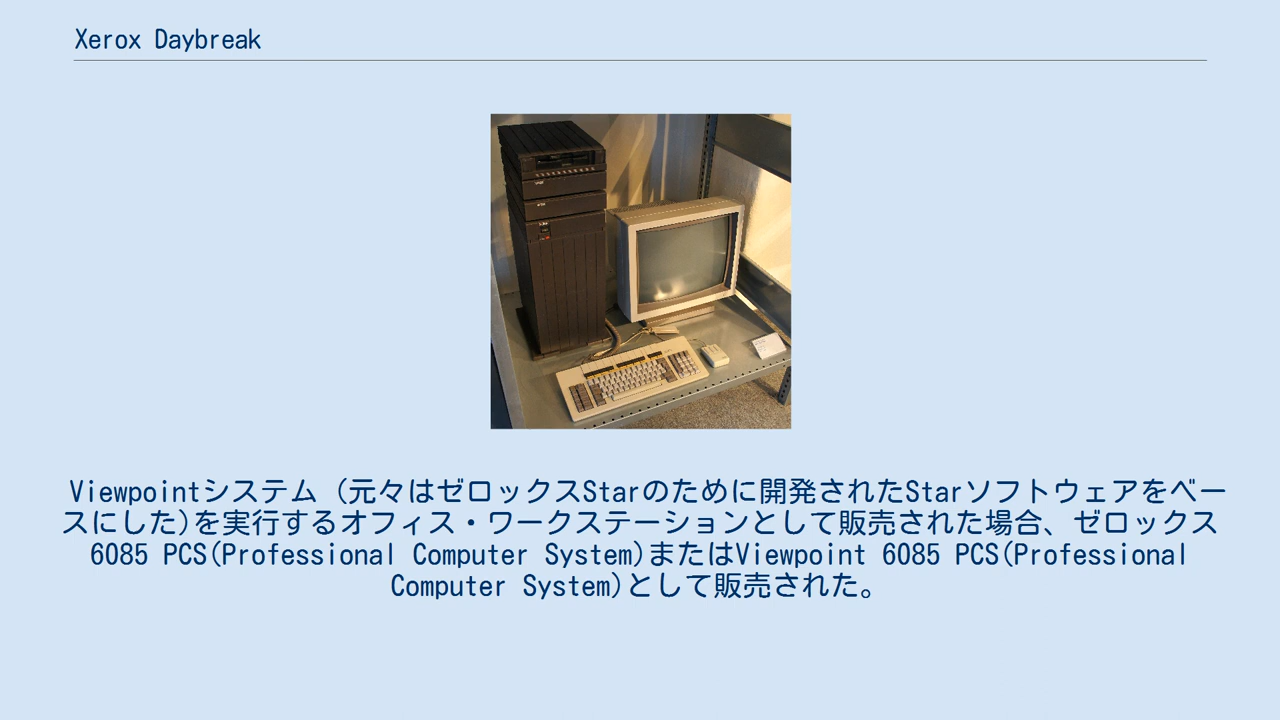 Xerox Daybreak
Viewpointシステム (元々はゼロックスStarのために開発されたStarソフトウェアをベー
スにした)を実行するオフィス・ワークステーションとして販売された場合、ゼロックス
6085 PCS(Professional Computer System)またはViewpoint 6085 PCS(Professional
Computer System)として販売された。